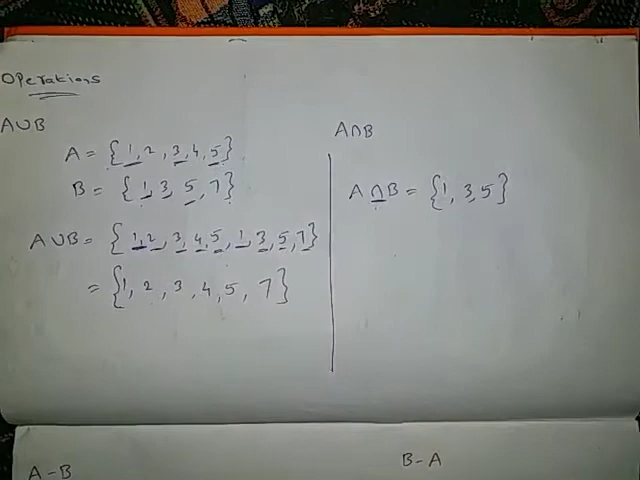 Operations
A∪B
A = {1, 2, 3, 4, 5}
B = {1, 3, 5, 7}
A∪B = {1, 2, 3, 4, 5, 1, 3, 5, 7}
= {1, 2, 3, 4, 5, 7}
A∩B
A∩B = {1, 3, 5}
A-B
B-A